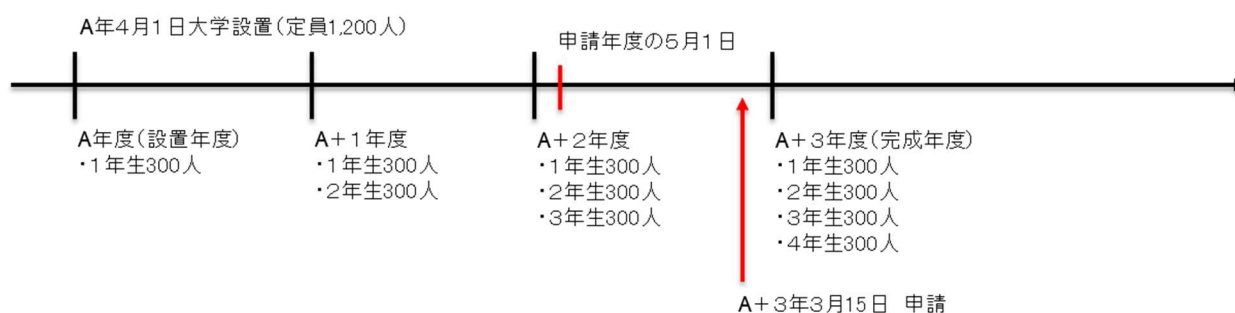 A年４月１日大学設置（定員1,200人）
申請年度の５月１日
A年度（設置年度）
・１年生300人
A＋１年度
・１年生300人
・２年生300人
A＋２年度
・１年生300人
・２年生300人
・３年生300人
A＋３年度（完成年度）
・１年生300人
・２年生300人
・３年生300人
・４年生300人
A＋３年３月15日　申請